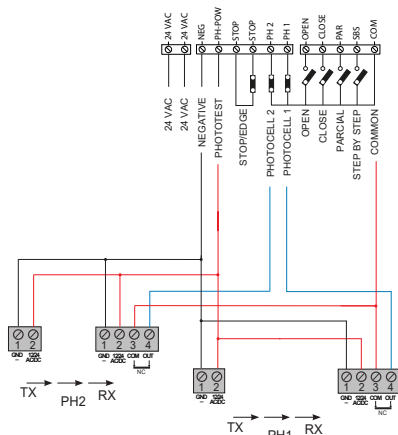 24 VAC 24 VAC NEG PH-POW STOP STOP PH 2 PH 1 OPEN CLOSE PAR SBS COM
24 VAC 24 VAC NEGATIVE PHOTOTEST STOP/EDGE PHOTOCELL 2 PHOTOCELL 1 OPEN CLOSE PARCIAL STEP BY STEP COMMON
1 2 1 2 3 4
GND - 12/24 AC/DC GND - 12/24 AC/DC COM OUT
NC
TX PH2 RX
1 2 1 2 3 4
GND - 12/24 AC/DC GND - 12/24 AC/DC COM OUT
NC
TX PH1 RX